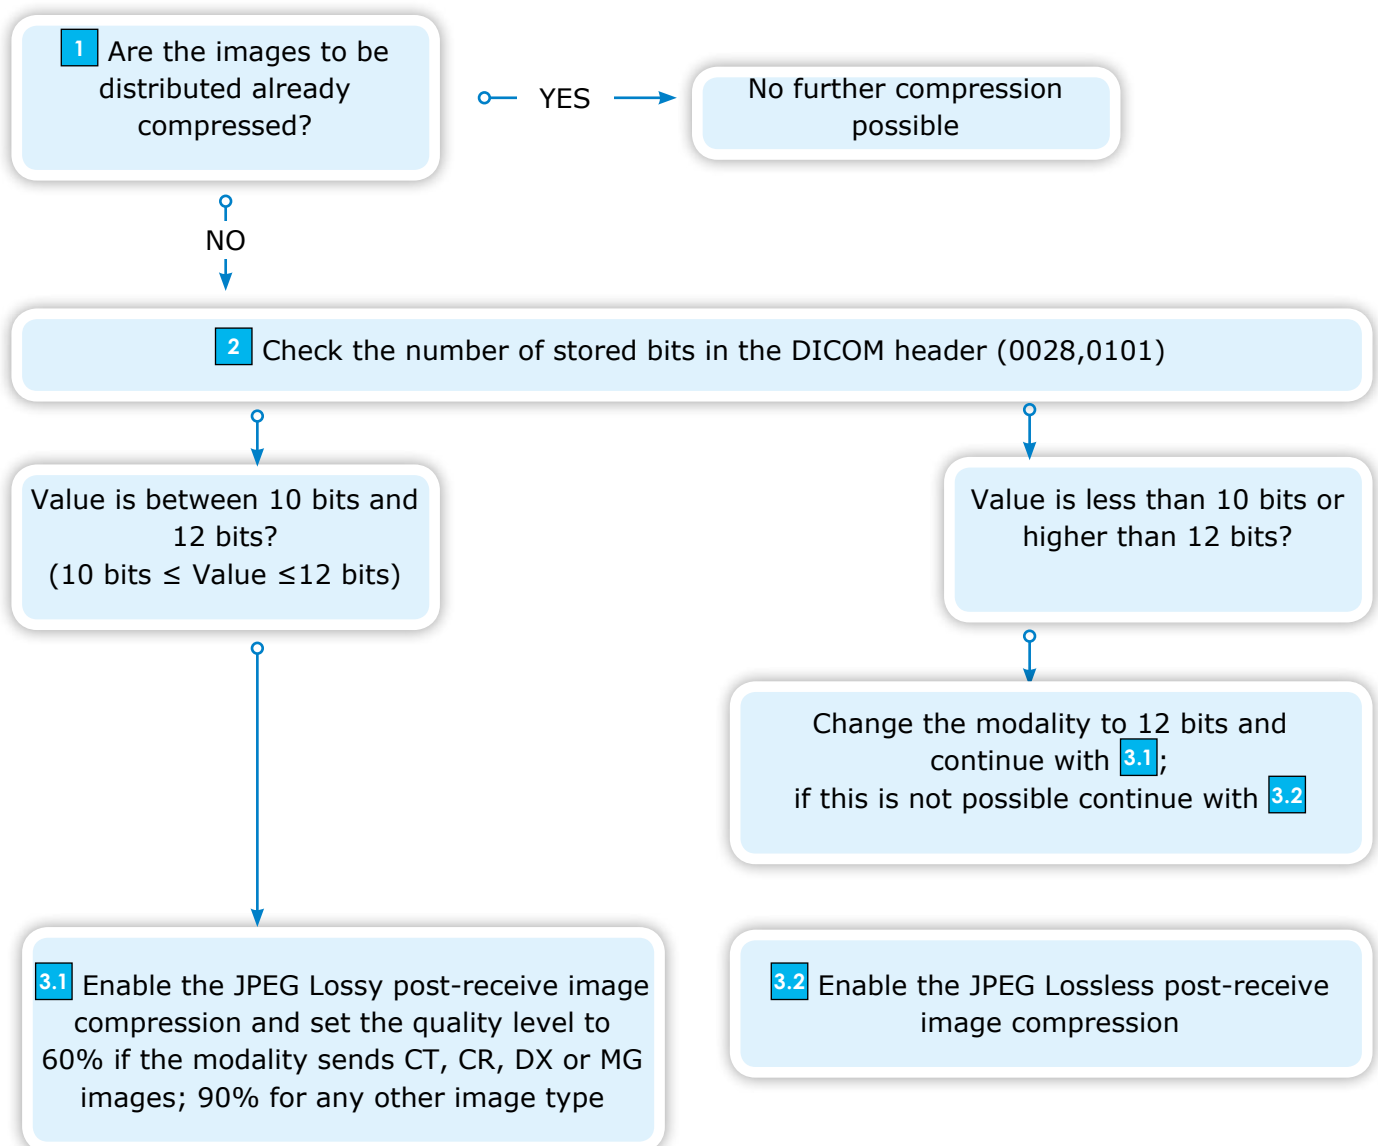 1 Are the images to be
distributed already
compressed?
YES
No further compression
possible
NO
2 Check the number of stored bits in the DICOM header (0028,0101)
Value is between 10 bits and
12 bits?
(10 bits ≤ Value ≤12 bits)
Value is less than 10 bits or
higher than 12 bits?
Change the modality to 12 bits and
continue with 3.1;
if this is not possible continue with 3.2
3.1 Enable the JPEG Lossy post-receive image
compression and set the quality level to
60% if the modality sends CT, CR, DX or MG
images; 90% for any other image type
3.2 Enable the JPEG Lossless post-receive
image compression